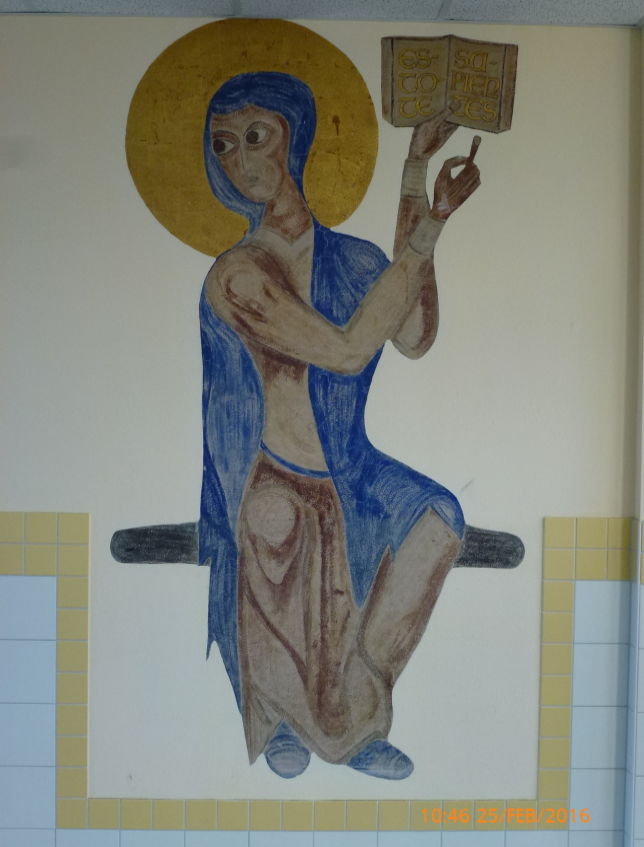 ES-
TO-
TE
SA-
PIEN
TES
10:46 25/FEB/2016